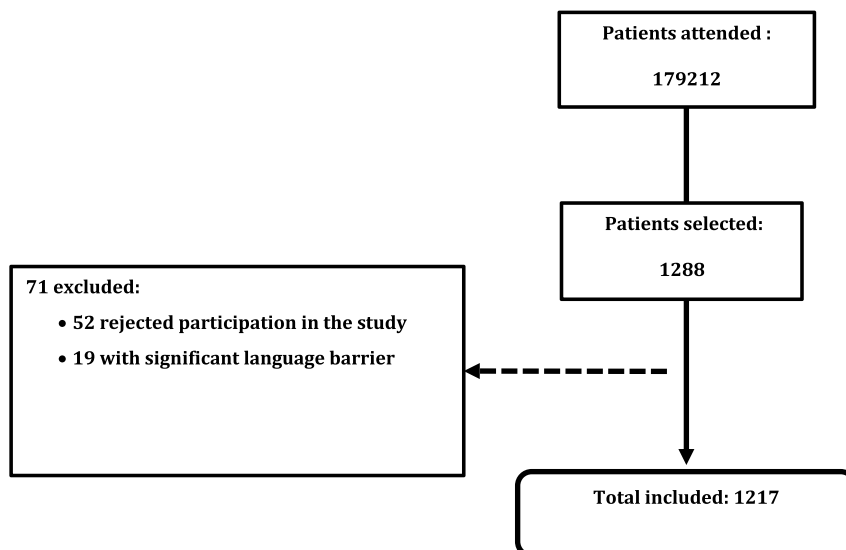 Patients attended :
179212
Patients selected:
1288
71 excluded:
• 52 rejected participation in the study
• 19 with significant language barrier
Total included: 1217